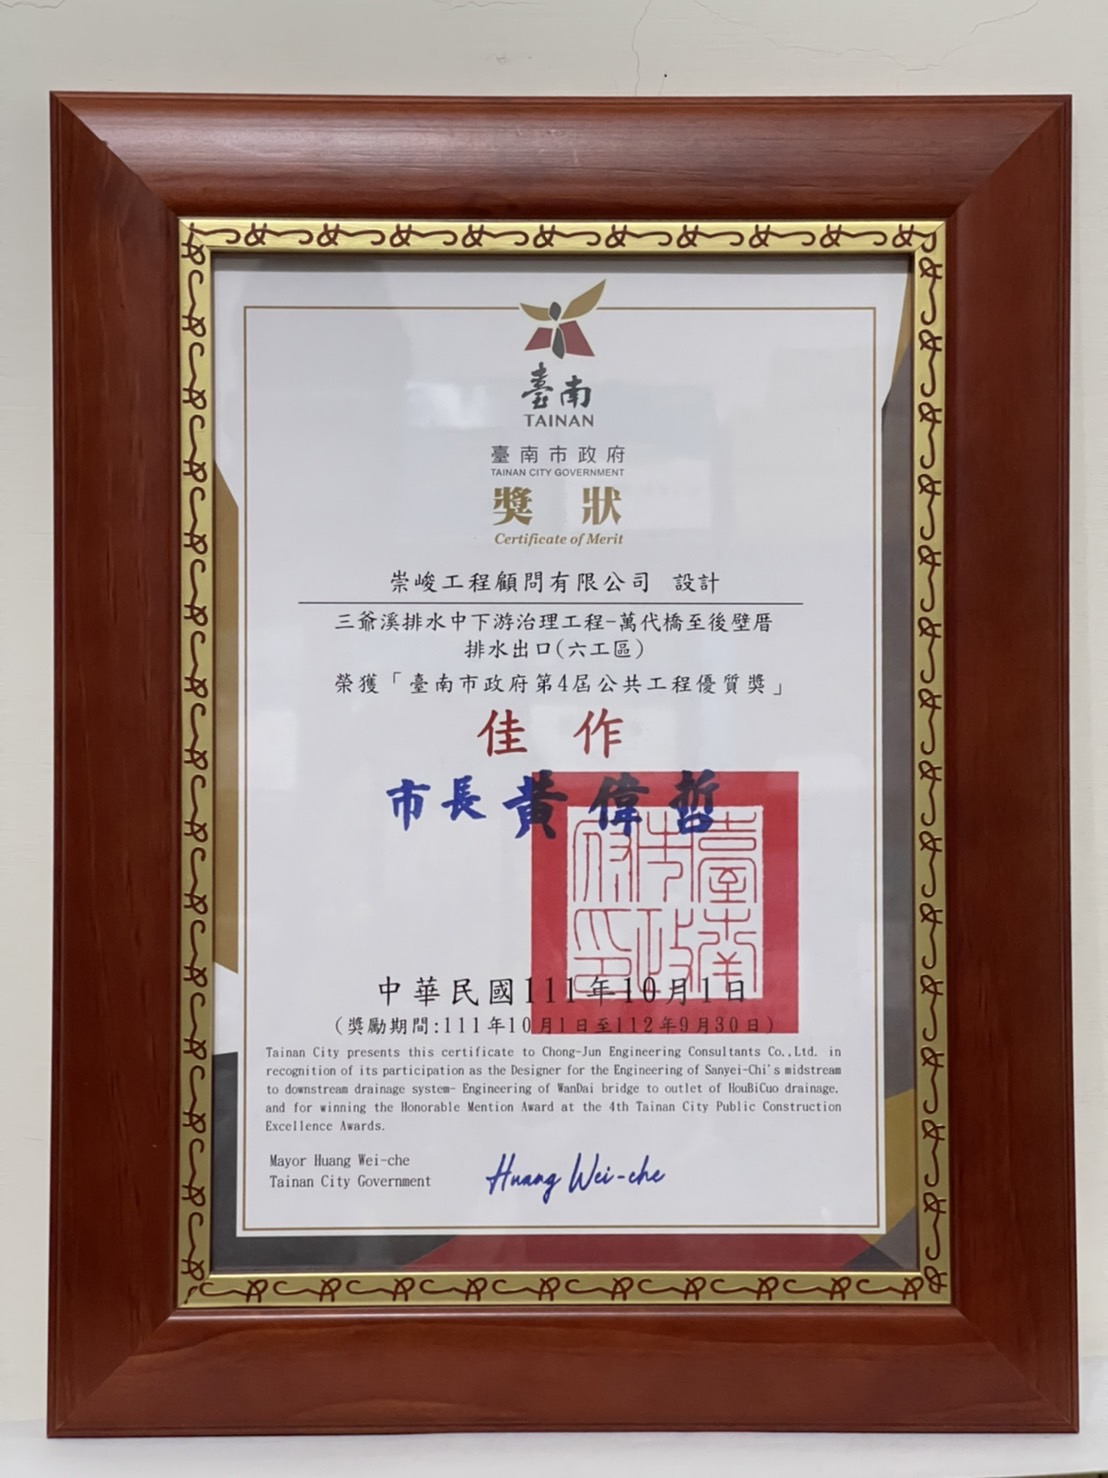 臺南
TAINAN
臺南市政府
TAINAN CITY GOVERNMENT
獎 狀
Certificate of Merit
崇峻工程顧問有限公司 設計
三爺溪排水中下游治理工程-萬代橋至後壁厝
排水出口(六工區)
榮獲「臺南市政府第4屆公共工程優質獎」
佳 作
市長 黃偉哲
臺南市政府印
中華民國111年10月1日
(獎勵期間:111年10月1日至112年9月30日)
Tainan City presents this certificate to Chong-Jun Engineering Consultants Co.,Ltd. in
recognition of its participation as the Designer for the Engineering of Sanyei-Chi's midstream
to downstream drainage system- Engineering of WanDai bridge to outlet of HouBiCuo drainage.
and for winning the Honorable Mention Award at the 4th Tainan City Public Construction
Excellence Awards.
Mayor Huang Wei-che
Tainan City Government
Huang Wei-che